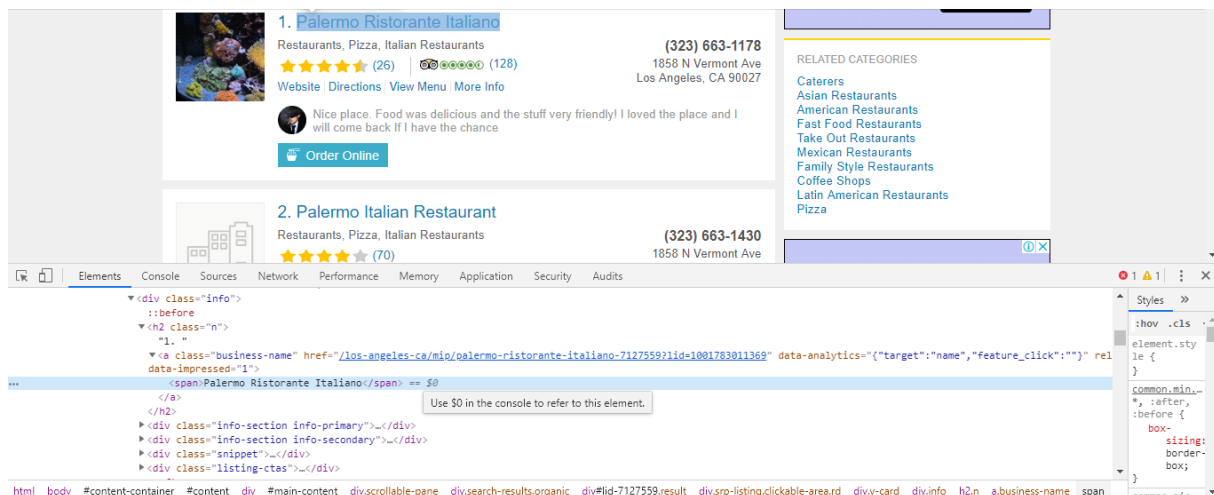 1. Palermo Ristorante Italiano
Restaurants, Pizza, Italian Restaurants
(26) (128)
Website Directions View Menu More Info
(323) 663-1178
1858 N Vermont Ave
Los Angeles, CA 90027
Nice place. Food was delicious and the stuff very friendly! I loved the place and I
will come back If I have the chance
Order Online
2. Palermo Italian Restaurant
Restaurants, Pizza, Italian Restaurants
(70)
(323) 663-1430
1858 N Vermont Ave
RELATED CATEGORIES
Caterers
Asian Restaurants
American Restaurants
Fast Food Restaurants
Take Out Restaurants
Mexican Restaurants
Family Style Restaurants
Coffee Shops
Latin American Restaurants
Pizza
Elements Console Sources Network Performance Memory Application Security Audits 1 1
<div class="info">
::before
<h2 class="n">
"1. "
<a class="business-name" href="/los-angeles-ca/mip/palermo-ristorante-italiano-7127559?lid=1001783011369" data-analytics="{"target":"name","feature_click":""}" rel
data-impressed="1">
<span>Palermo Ristorante Italiano</span> == $0
</a>
Use $0 in the console to refer to this element.
</h2>
<div class="info-section info-primary">…</div>
<div class="info-section info-secondary">…</div>
<div class="snippet">…</div>
<div class="listing-ctas">…</div>
html body #content-container #content div #main-content div.scrollable-pane div.search-results.organic div#lid-7127559.result div.srp-listing.clickable-area.rd div.v-card div.info h2.n a.business-name span
Styles »
:hov .cls
element.sty
le {
}
common.min.…
*, :after,
:before {
box-
sizing:
border-
box;
}